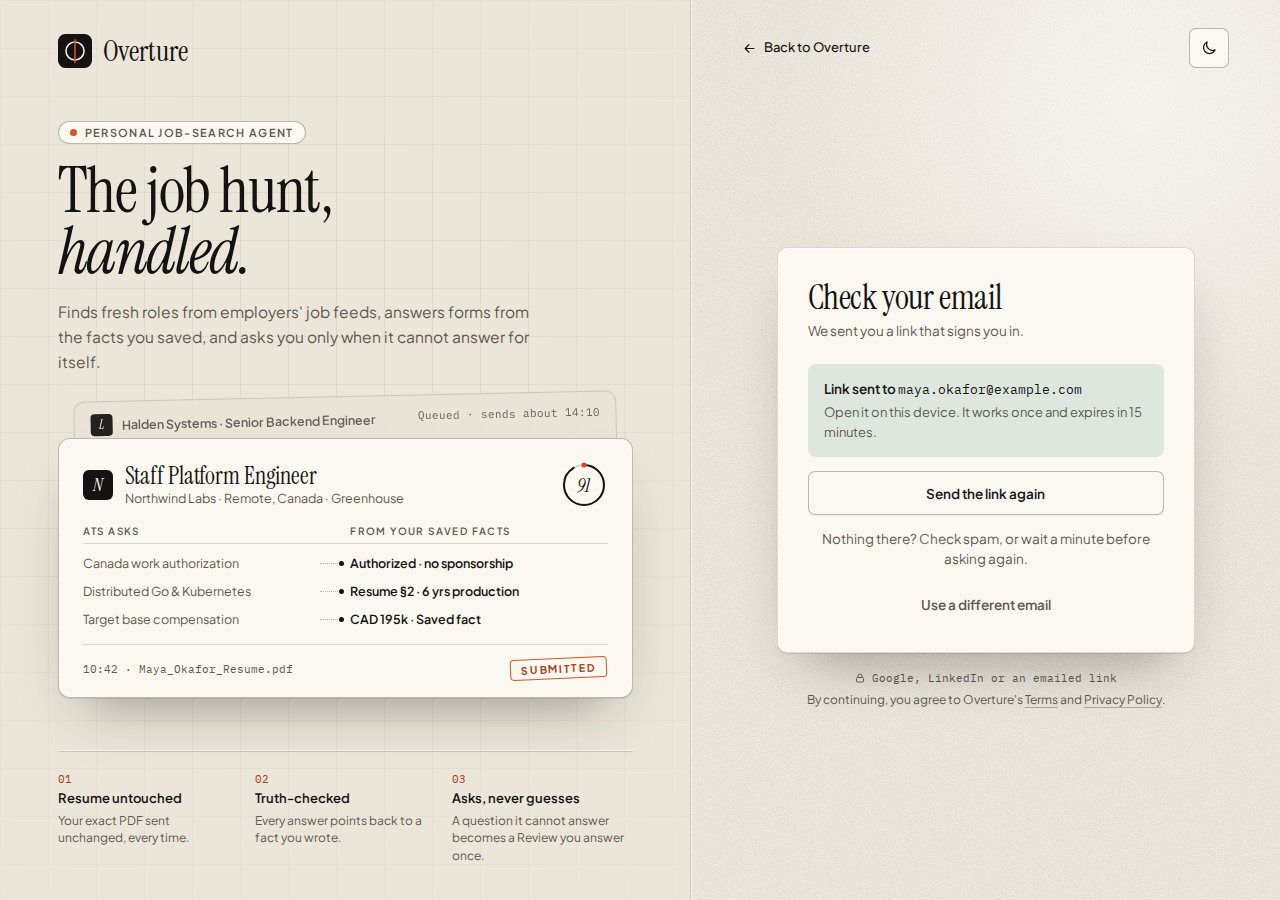 Overture
PERSONAL JOB-SEARCH AGENT
The job hunt,
handled.
Finds fresh roles from employers' job feeds, answers forms from
the facts you saved, and asks you only when it cannot answer for
itself.
L
Halden Systems · Senior Backend Engineer
Queued · sends about 14:10
N
Staff Platform Engineer
Northwind Labs · Remote, Canada · Greenhouse
91
ATS ASKS
FROM YOUR SAVED FACTS
Canada work authorization
Authorized · no sponsorship
Distributed Go & Kubernetes
Resume §2 · 6 yrs production
Target base compensation
CAD 195k · Saved fact
10:42 · Maya_Okafor_Resume.pdf
SUBMITTED
01
Resume untouched
Your exact PDF sent
unchanged, every time.
02
Truth-checked
Every answer points back to a
fact you wrote.
03
Asks, never guesses
A question it cannot answer
becomes a Review you answer
once.
← Back to Overture
Check your email
We sent you a link that signs you in.
Link sent to maya.okafor@example.com
Open it on this device. It works once and expires in 15
minutes.
Send the link again
Nothing there? Check spam, or wait a minute before
asking again.
Use a different email
Google, LinkedIn or an emailed link
By continuing, you agree to Overture's Terms and Privacy Policy.